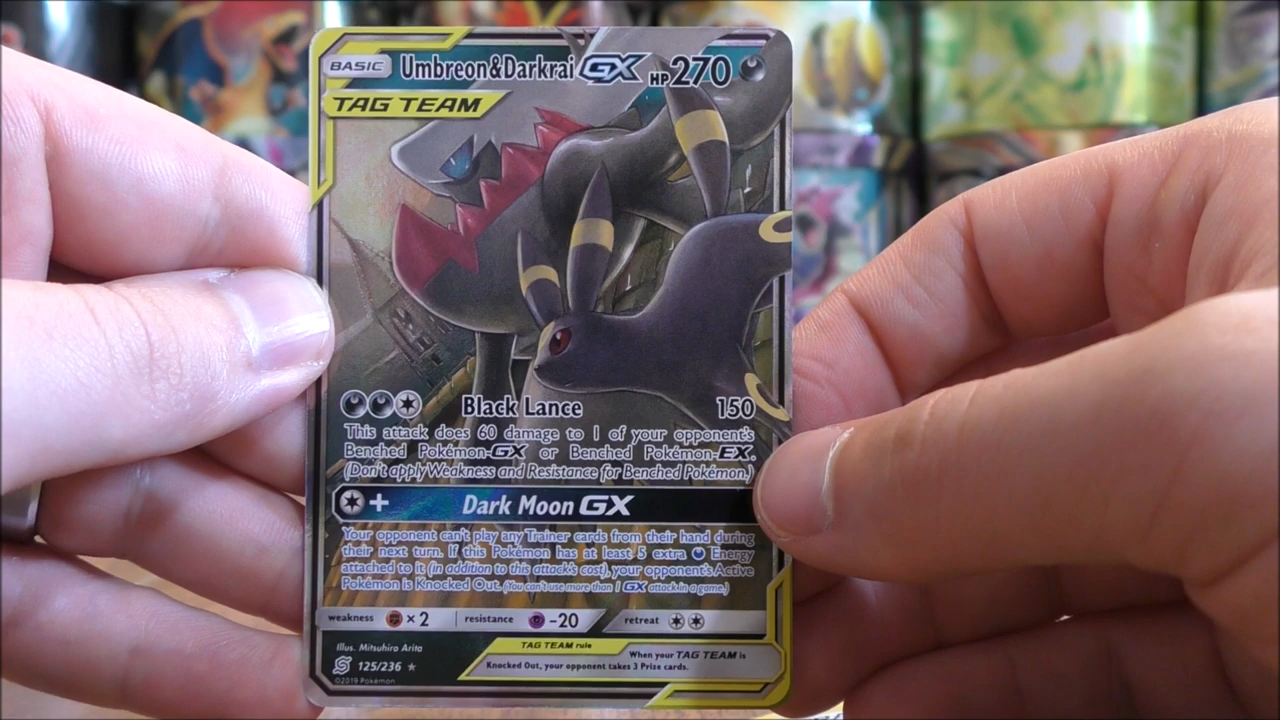 BASIC Umbreon&Darkrai GX HP270
TAG TEAM
Black Lance 150
This attack does 60 damage to 1 of your opponent's
Benched Pokémon-GX or Benched Pokémon-EX.
(Don't apply Weakness and Resistance for Benched Pokémon.)
+ Dark Moon GX
Your opponent can't play any Trainer cards from their hand during
their next turn. If this Pokémon has at least 5 extra Energy
attached to it (in addition to this attack's cost), your opponent's Active
Pokémon is Knocked Out. (You can't use more than 1 GX attack in a game.)
weakness ×2 resistance -20 retreat
Illus. Mitsuhiro Arita
125/236
©2019 Pokémon
TAG TEAM rule
When your TAG TEAM is
Knocked Out, your opponent takes 3 Prize cards.